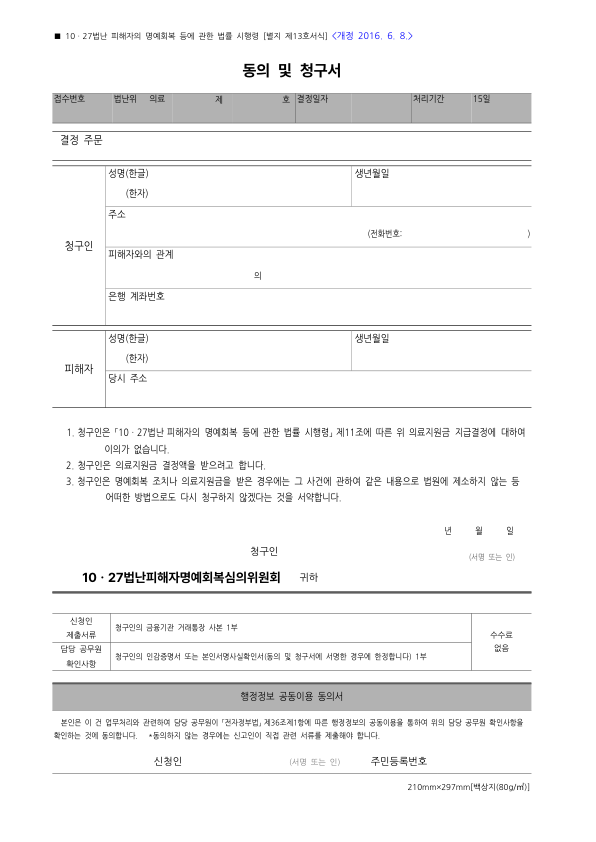 ■ 10ㆍ27법난 피해자의 명예회복 등에 관한 법률 시행령 [별지 제13호서식] <개정 2016. 6. 8.>
동의 및 청구서
접수번호 법난위 의료 제 호 결정일자 처리기간 15일
결정 주문
청구인
성명(한글) 생년월일
(한자)
주소
(전화번호: )
피해자와의 관계
의
은행 계좌번호
피해자
성명(한글) 생년월일
(한자)
당시 주소
1. 청구인은 「10ㆍ27법난 피해자의 명예회복 등에 관한 법률 시행령」 제11조에 따른 위 의료지원금 지급결정에 대하여
이의가 없습니다.
2. 청구인은 의료지원금 결정액을 받으려고 합니다.
3. 청구인은 명예회복 조치나 의료지원금을 받은 경우에는 그 사건에 관하여 같은 내용으로 법원에 제소하지 않는 등
어떠한 방법으로도 다시 청구하지 않겠다는 것을 서약합니다.
년 월 일
청구인 (서명 또는 인)
10ㆍ27법난피해자명예회복심의위원회 귀하
신청인
제출서류
청구인의 금융기관 거래통장 사본 1부
수수료
없음
담당 공무원
확인사항
청구인의 인감증명서 또는 본인서명사실확인서(동의 및 청구서에 서명한 경우에 한정합니다) 1부
행정정보 공동이용 동의서
본인은 이 건 업무처리와 관련하여 담당 공무원이 「전자정부법」 제36조제1항에 따른 행정정보의 공동이용을 통하여 위의 담당 공무원 확인사항을
확인하는 것에 동의합니다. *동의하지 않는 경우에는 신고인이 직접 관련 서류를 제출해야 합니다.
신청인 (서명 또는 인) 주민등록번호
210mm×297mm[백상지(80g/㎡)]